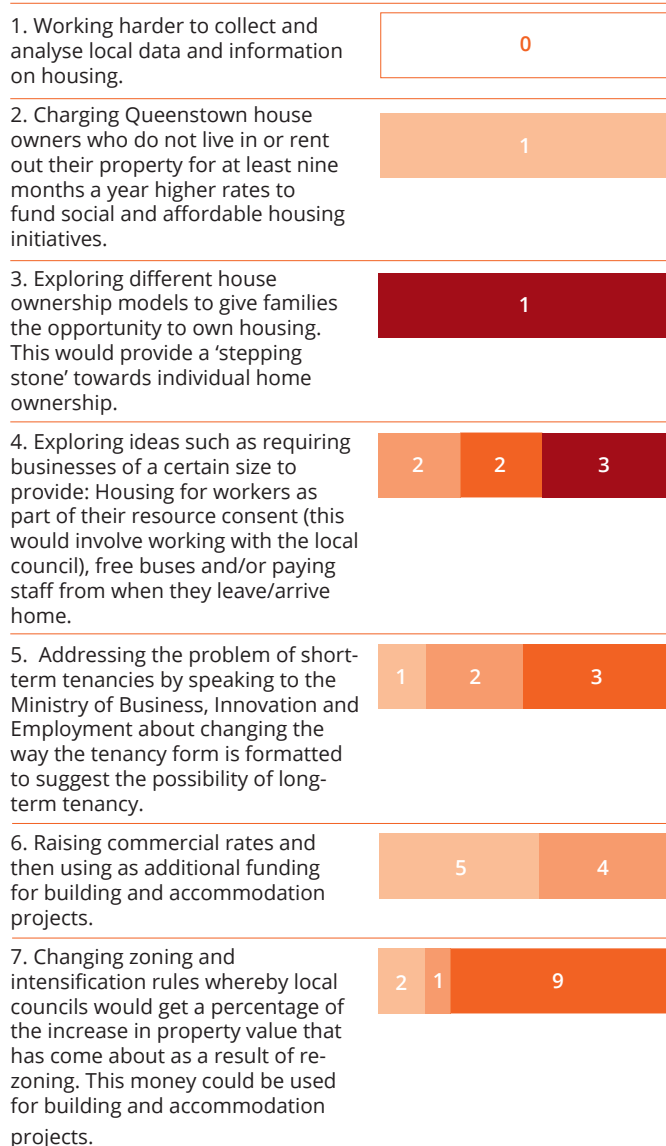 1. Working harder to collect and
analyse local data and information
on housing.
0
2. Charging Queenstown house
owners who do not live in or rent
out their property for at least nine
months a year higher rates to
fund social and affordable housing
initiatives.
1
3. Exploring different house
ownership models to give families
the opportunity to own housing.
This would provide a ‘stepping
stone’ towards individual home
ownership.
1
4. Exploring ideas such as requiring
businesses of a certain size to
provide: Housing for workers as
part of their resource consent (this
would involve working with the local
council), free buses and/or paying
staff from when they leave/arrive
home.
2 2 3
5. Addressing the problem of short-
term tenancies by speaking to the
Ministry of Business, Innovation and
Employment about changing the
way the tenancy form is formatted
to suggest the possibility of long-
term tenancy.
1 2 3
6. Raising commercial rates and
then using as additional funding
for building and accommodation
projects.
5 4
7. Changing zoning and
intensification rules whereby local
councils would get a percentage of
the increase in property value that
has come about as a result of re-
zoning. This money could be used
for building and accommodation
projects.
2 1 9